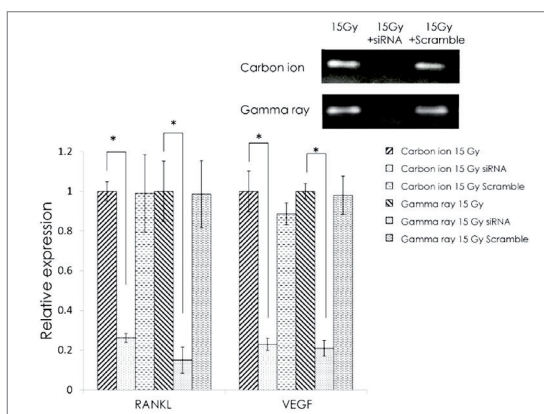 15Gy 15Gy 15Gy
+siRNA +Scramble
Carbon ion
Gamma ray
* * * *
Carbon ion 15 Gy
Carbon ion 15 Gy siRNA
Carbon ion 15 Gy Scramble
Gamma ray 15 Gy
Gamma ray 15 Gy siRNA
Gamma ray 15 Gy Scramble
Relative expression
1.2
1
0.8
0.6
0.4
0.2
0
RANKL VEGF